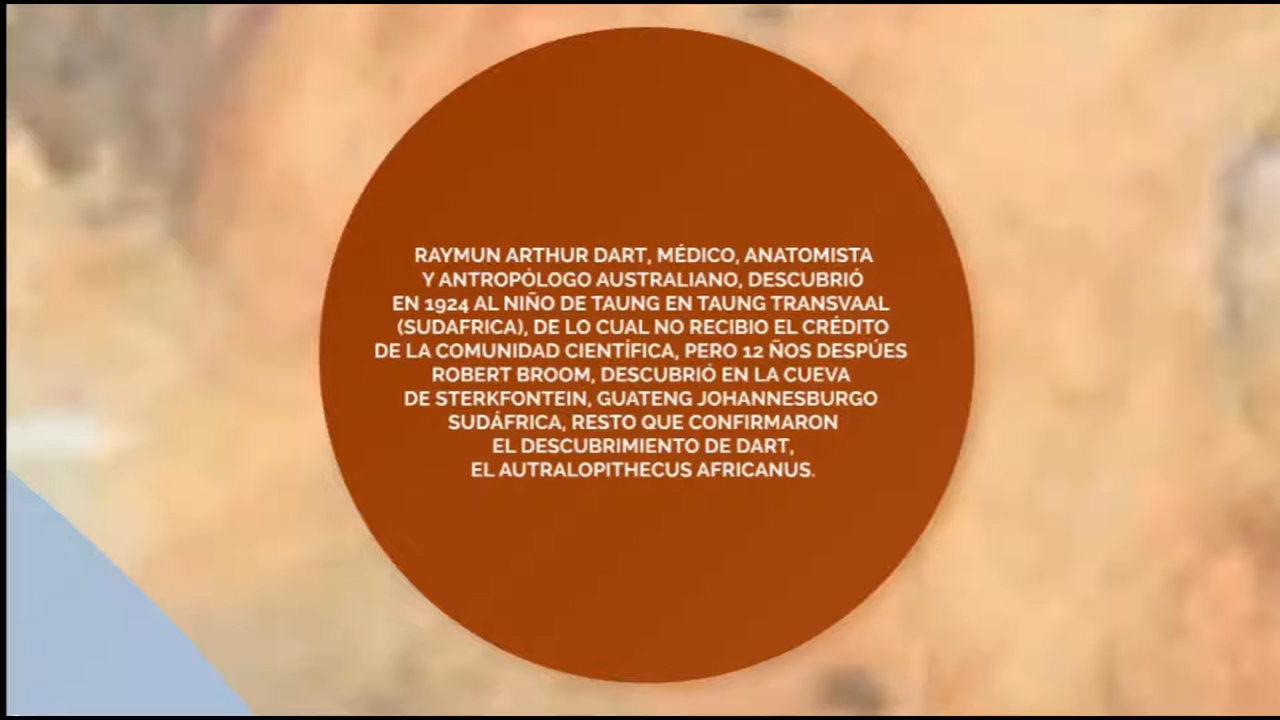 RAYMUN ARTHUR DART, MÉDICO, ANATOMISTA
Y ANTROPÓLOGO AUSTRALIANO, DESCUBRIÓ
EN 1924 AL NIÑO DE TAUNG EN TAUNG TRANSVAAL
(SUDAFRICA), DE LO CUAL NO RECIBIO EL CRÉDITO
DE LA COMUNIDAD CIENTÍFICA, PERO 12 ÑOS DESPÚES
ROBERT BROOM, DESCUBRIÓ EN LA CUEVA
DE STERKFONTEIN, GUATENG JOHANNESBURGO
SUDÁFRICA, RESTO QUE CONFIRMARON
EL DESCUBRIMIENTO DE DART,
EL AUTRALOPITHECUS AFRICANUS.